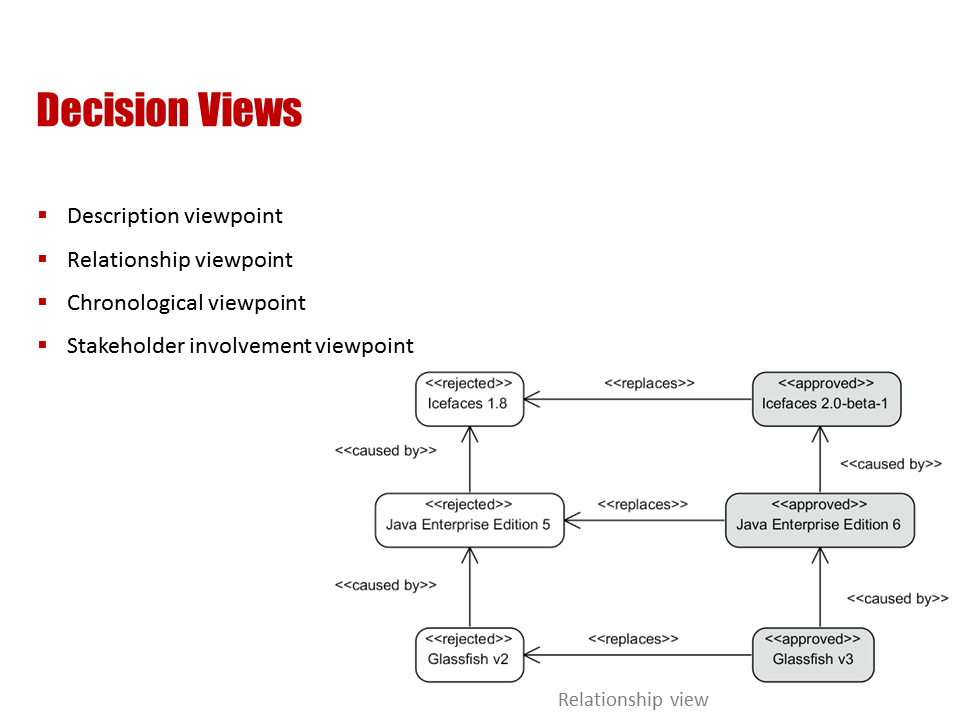 Decision Views
Description viewpoint
Relationship viewpoint
Chronological viewpoint
Stakeholder involvement viewpoint
<<rejected>>
Icefaces 1.8
<<replaces>>
<<approved>>
Icefaces 2.0-beta-1
<<caused by>>
<<caused by>>
<<rejected>>
Java Enterprise Edition 5
<<replaces>>
<<approved>>
Java Enterprise Edition 6
<<caused by>>
<<caused by>>
<<rejected>>
Glassfish v2
<<replaces>>
<<approved>>
Glassfish v3
Relationship view